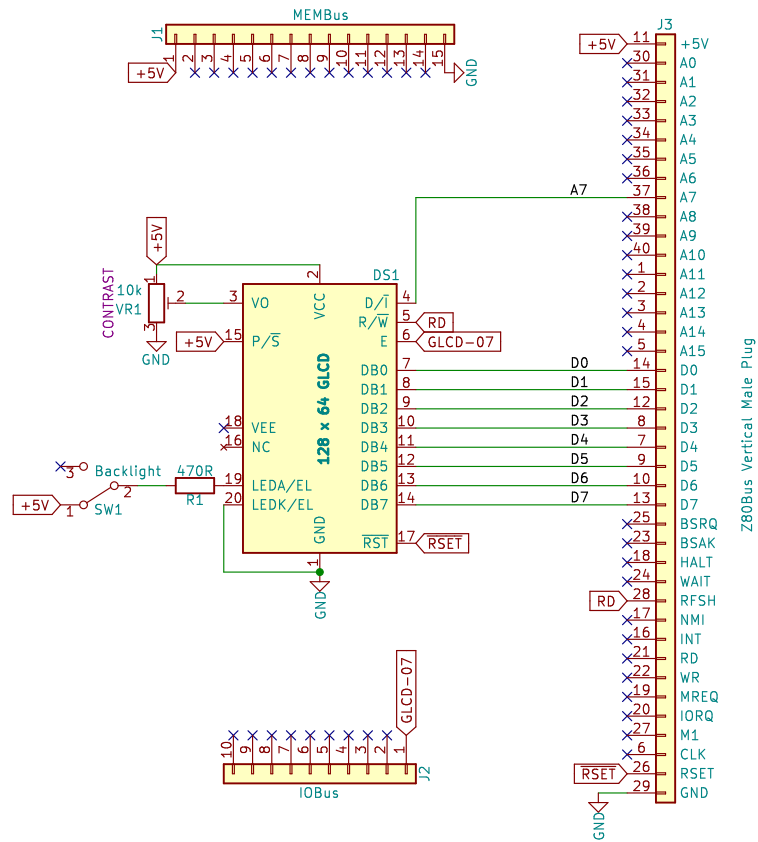 MEMBus
J1
1 2 3 4 5 6 7 8 9 10 11 12 13 14 15
+5V
GND
J3
+5V 11 +5V
30 A0
31 A1
32 A2
33 A3
34 A4
35 A5
36 A6
A7 37 A7
38 A8
39 A9
40 A10
1 A11
2 A12
3 A13
4 A14
5 A15
D0 14 D0
D1 15 D1
D2 12 D2
D3 8 D3
D4 7 D4
D5 9 D5
D6 10 D6
D7 13 D7
25 BSRQ
23 BSAK
18 HALT
24 WAIT
RD 28 RFSH
17 NMI
16 INT
21 RD
22 WR
19 MREQ
20 IORQ
27 M1
6 CLK
RSET 26 RSET
29 GND
GND
Z80Bus Vertical Male Plug
+5V
CONTRAST
10k
VR1
1
2
3
GND
DS1
128 x 64 GLCD
2 VCC
3 VO
+5V 15 P/S
18 VEE
16 NC
19 LEDA/EL
20 LEDK/EL
D/I 4
R/W 5 RD
E 6 GLCD-07
DB0 7
DB1 8
DB2 9
DB3 10
DB4 11
DB5 12
DB6 13
DB7 14
RST 17 RSET
GND 1
GND
3
Backlight
2
+5V 1
SW1
470R
R1
GLCD-07
10 9 8 7 6 5 4 3 2 1
J2
IOBus